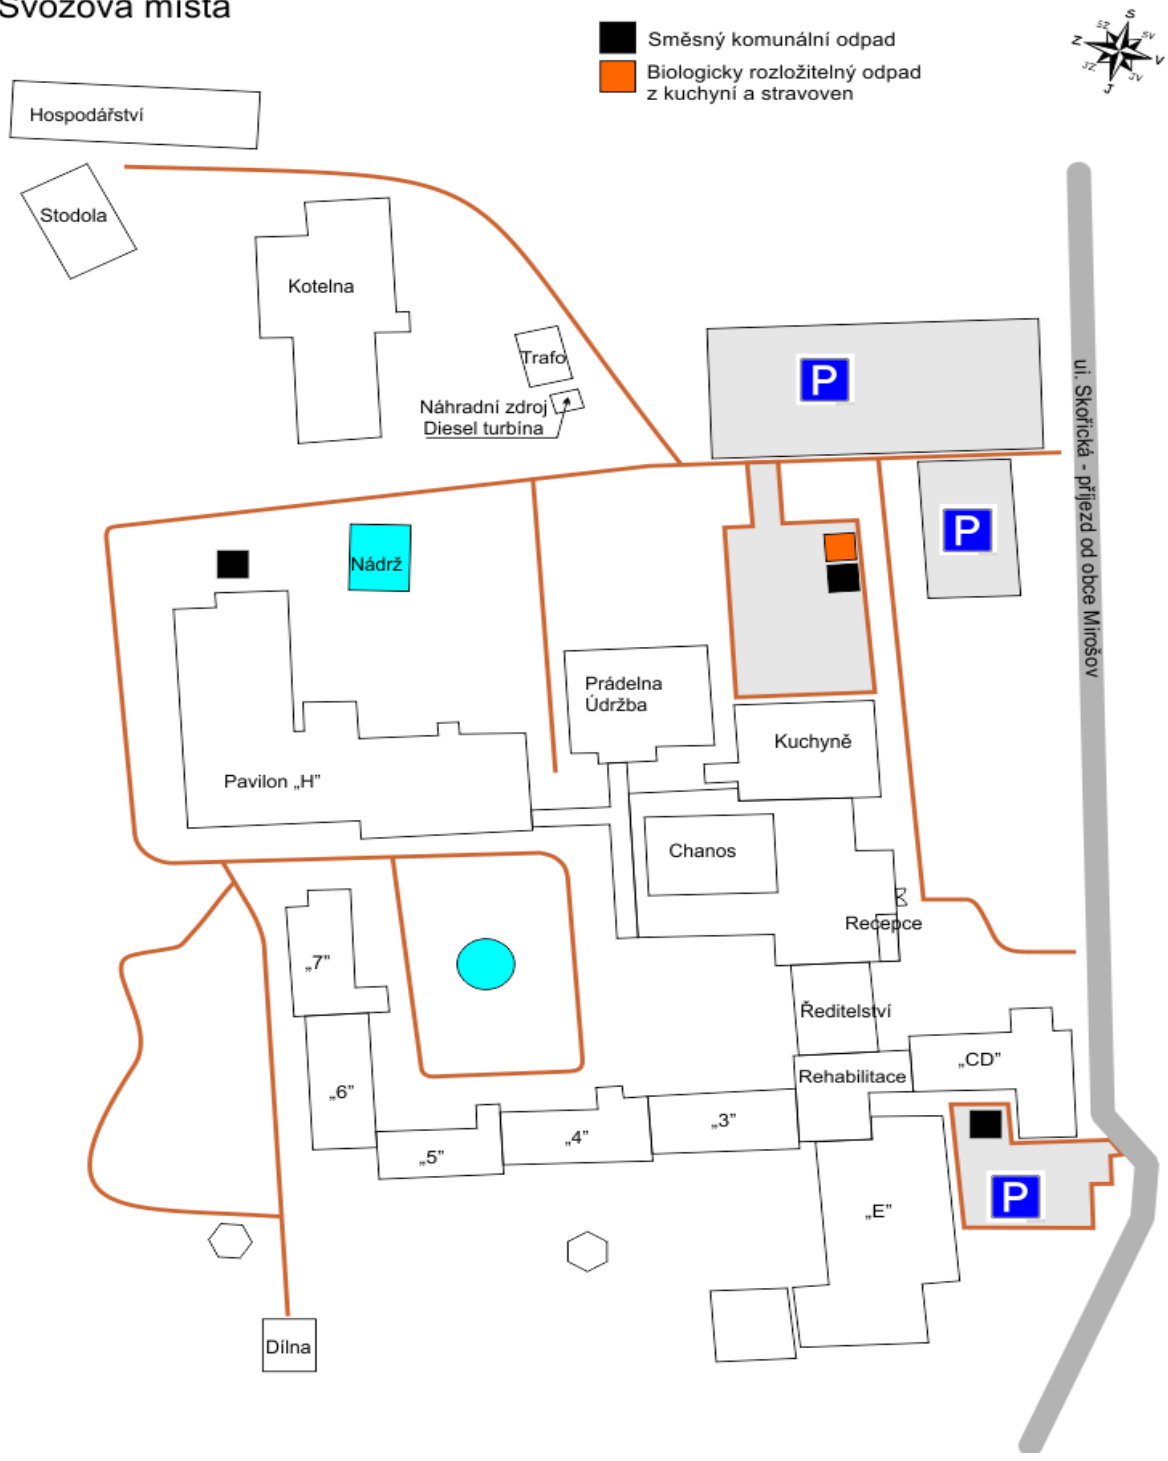 Svozová místa
Směsný komunální odpad
Biologicky rozložitelný odpad
z kuchyní a stravoven
S
SV
V
JV
J
JZ
Z
SZ
Hospodářství
Stodola
Kotelna
Trafo
Náhradní zdroj
Diesel turbína
P
ul. Skořická - příjezd od obce Mirošov
P
Nádrž
Prádelna
Údržba
Kuchyně
Pavilon „H”
Chanos
Recepce
„7”
Ředitelství
„CD”
Rehabilitace
„6”
„3”
„4”
„5”
P
„E”
Dílna